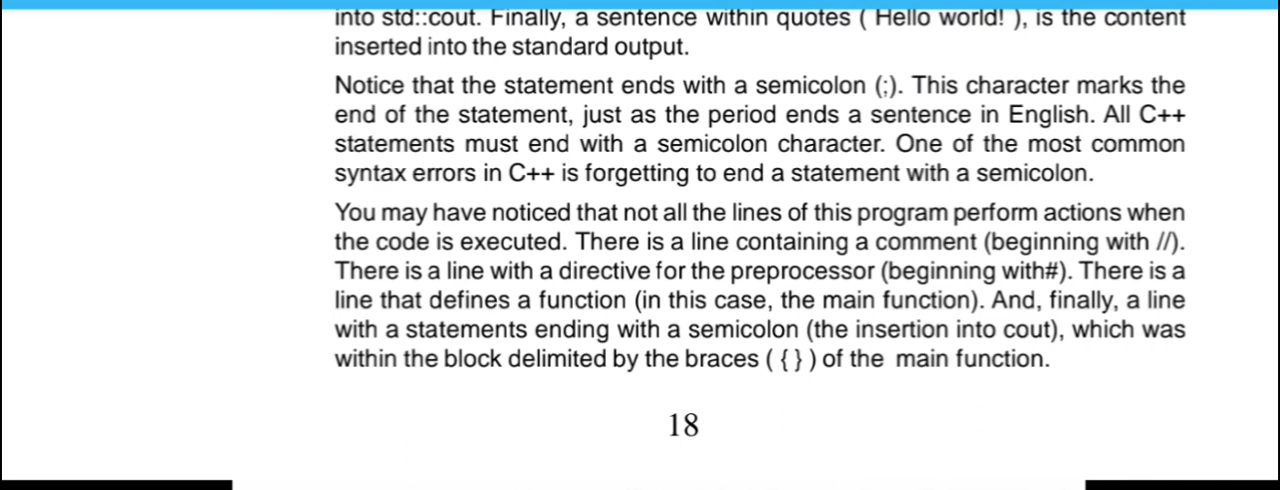 into std::cout. Finally, a sentence within quotes ( Hello world! ), is the content
inserted into the standard output.
Notice that the statement ends with a semicolon (;). This character marks the
end of the statement, just as the period ends a sentence in English. All C++
statements must end with a semicolon character. One of the most common
syntax errors in C++ is forgetting to end a statement with a semicolon.
You may have noticed that not all the lines of this program perform actions when
the code is executed. There is a line containing a comment (beginning with //).
There is a line with a directive for the preprocessor (beginning with#). There is a
line that defines a function (in this case, the main function). And, finally, a line
with a statements ending with a semicolon (the insertion into cout), which was
within the block delimited by the braces ( { } ) of the main function.
18